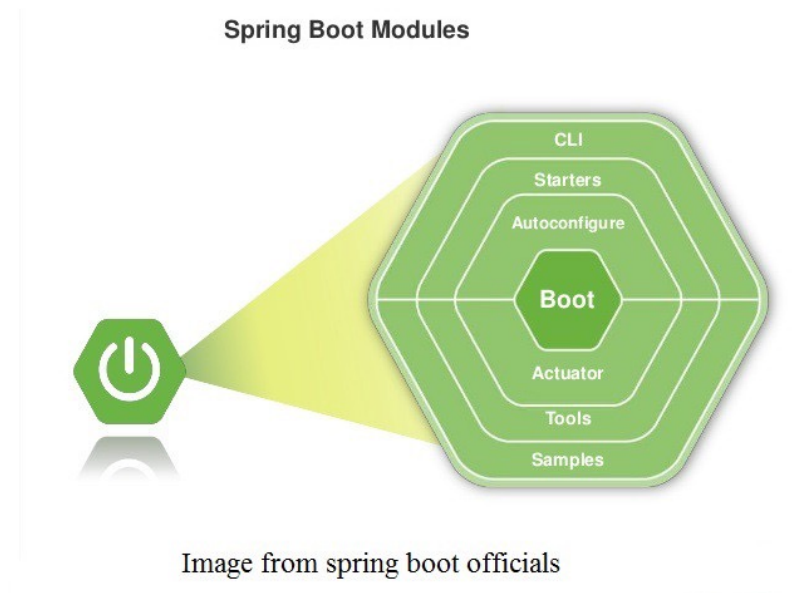 Spring Boot Modules
CLI
Starters
Autoconfigure
Boot
Actuator
Tools
Samples
Image from spring boot officials